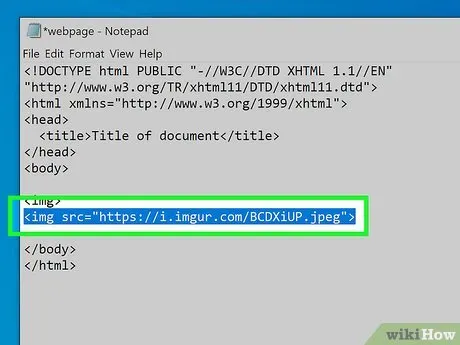 *webpage - Notepad
File Edit Format View Help
<!DOCTYPE html PUBLIC "-//W3C//DTD XHTML 1.1//EN"
"http://www.w3.org/TR/xhtml11/DTD/xhtml11.dtd">
<html xmlns="http://www.w3.org/1999/xhtml">
<head>
  <title>Title of document</title>
</head>
<body>
<img>
<img src="https://i.imgur.com/BCDXiUP.jpeg">
</body>
</html>
wikiHow